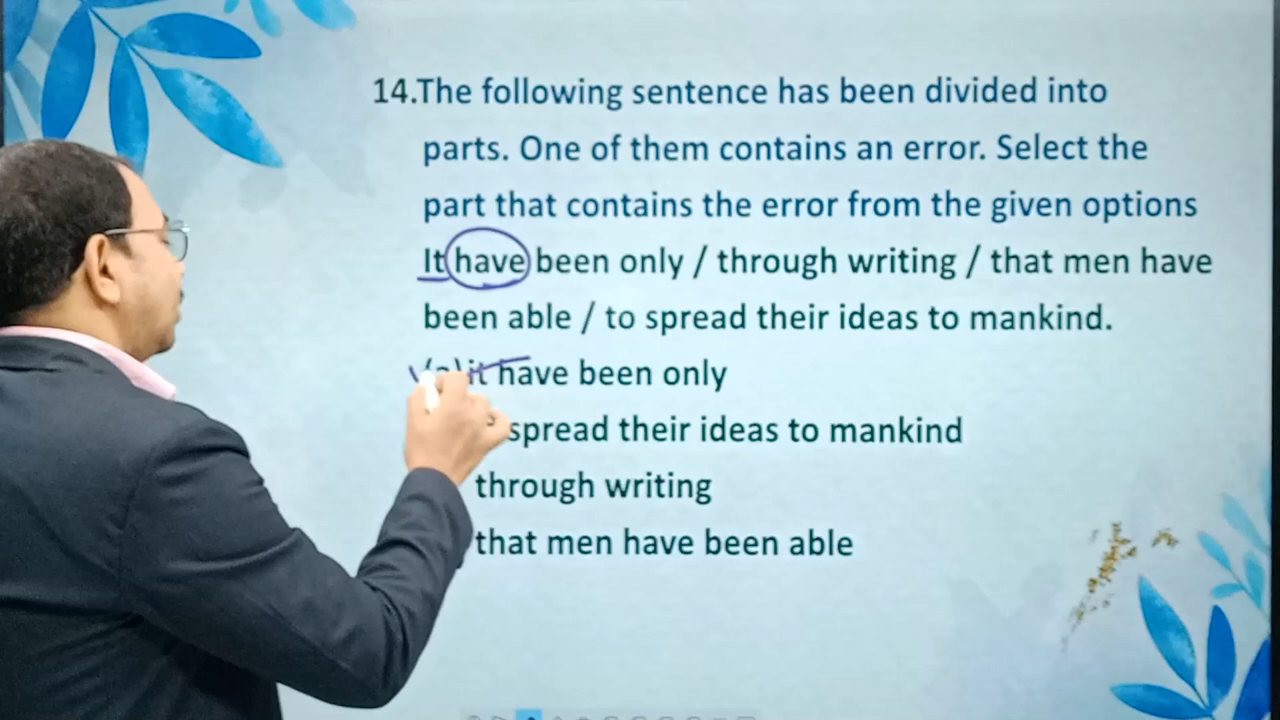 14.The following sentence has been divided into
parts. One of them contains an error. Select the
part that contains the error from the given options
It have been only / through writing / that men have
been able / to spread their ideas to mankind.
(a) it have been only
spread their ideas to mankind
through writing
that men have been able